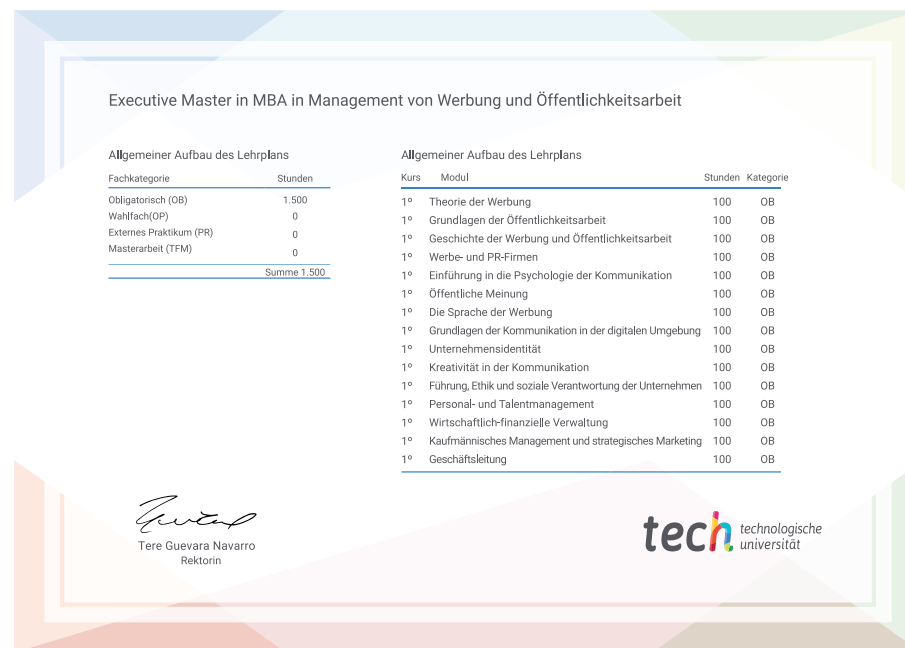 Executive Master in MBA in Management von Werbung und Öffentlichkeitsarbeit
Allgemeiner Aufbau des Lehrplans
Fachkategorie Stunden
Obligatorisch (OB) 1.500
Wahlfach(OP) 0
Externes Praktikum (PR) 0
Masterarbeit (TFM) 0
Summe 1.500
Allgemeiner Aufbau des Lehrplans
Kurs Modul Stunden Kategorie
1º Theorie der Werbung 100 OB
1º Grundlagen der Öffentlichkeitsarbeit 100 OB
1º Geschichte der Werbung und Öffentlichkeitsarbeit 100 OB
1º Werbe- und PR-Firmen 100 OB
1º Einführung in die Psychologie der Kommunikation 100 OB
1º Öffentliche Meinung 100 OB
1º Die Sprache der Werbung 100 OB
1º Grundlagen der Kommunikation in der digitalen Umgebung 100 OB
1º Unternehmensidentität 100 OB
1º Kreativität in der Kommunikation 100 OB
1º Führung, Ethik und soziale Verantwortung der Unternehmen 100 OB
1º Personal- und Talentmanagement 100 OB
1º Wirtschaftlich-finanzielle Verwaltung 100 OB
1º Kaufmännisches Management und strategisches Marketing 100 OB
1º Geschäftsleitung 100 OB
Tere Guevara Navarro
Rektorin
tech technologische
universität